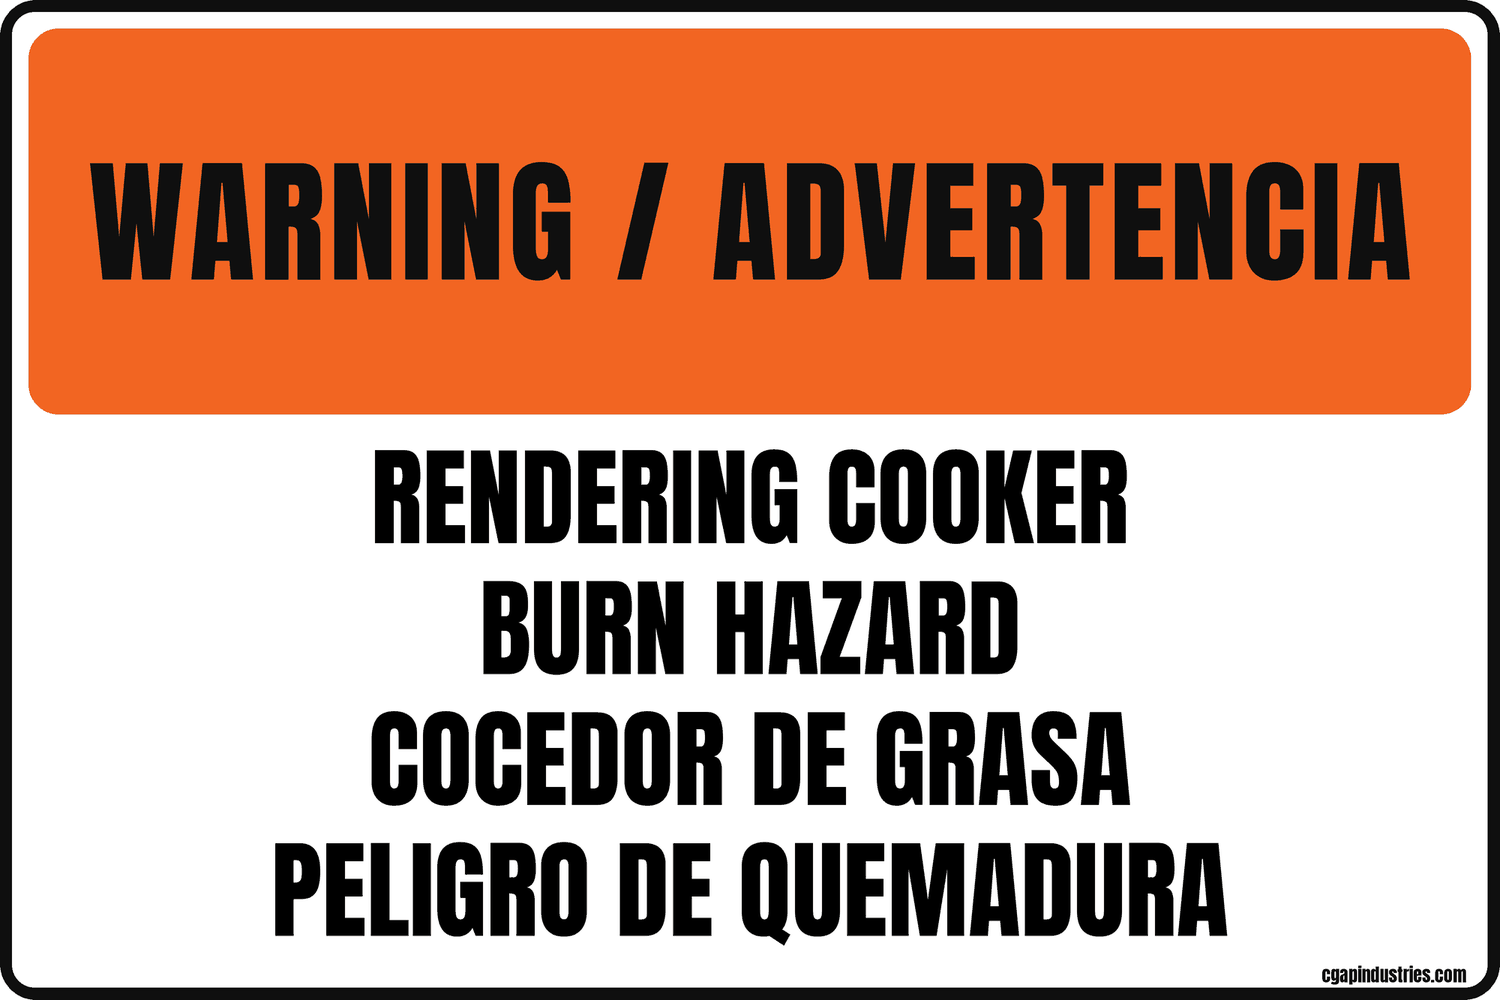 WARNING / ADVERTENCIA
RENDERING COOKER
BURN HAZARD
COCEDOR DE GRASA
PELIGRO DE QUEMADURA
cgapindustries.com